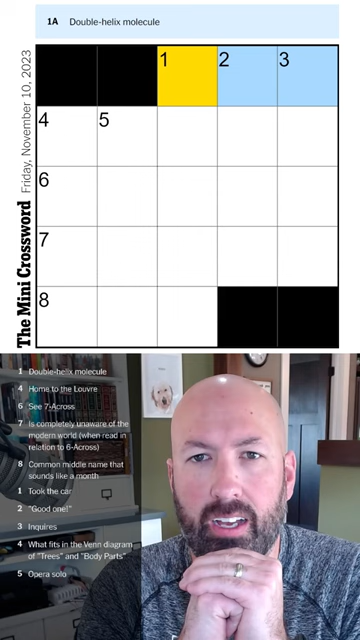 1A Double-helix molecule
The Mini Crossword Friday, November 10, 2023
1 2 3
4 5
6
7
8
1 Double-helix molecule
4 Home to the Louvre
6 See 7-Across
7 Is completely unaware of the
modern world (when read in
relation to 6-Across)
8 Common middle name that
sounds like a month
1 Took the car
2 "Good one!"
3 Inquires
4 What fits in the Venn diagram
of "Trees" and "Body Parts"
5 Opera solo